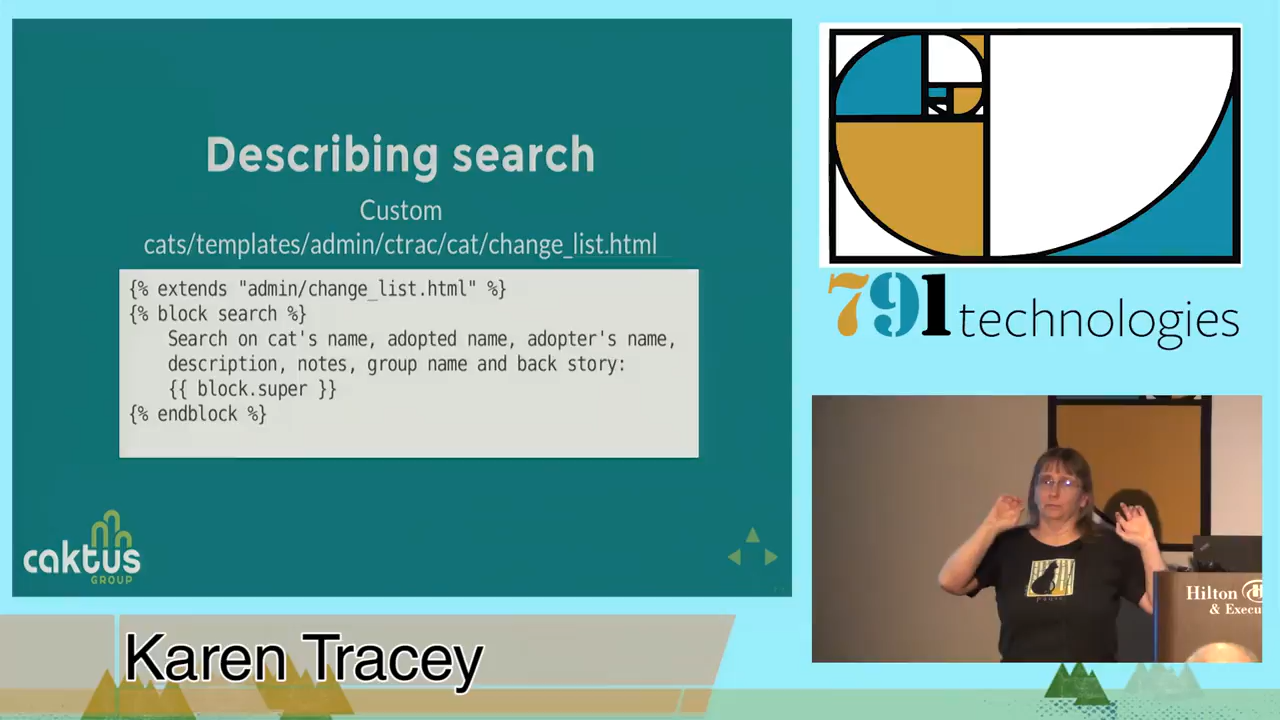 Describing search
Custom
cats/templates/admin/ctrac/cat/change_list.html
{% extends "admin/change_list.html" %}
{% block search %}
Search on cat's name, adopted name, adopter's name,
description, notes, group name and back story:
{{ block.super }}
{% endblock %}
caktus
GROUP
791 technologies
Hilton
& Execu
Karen Tracey